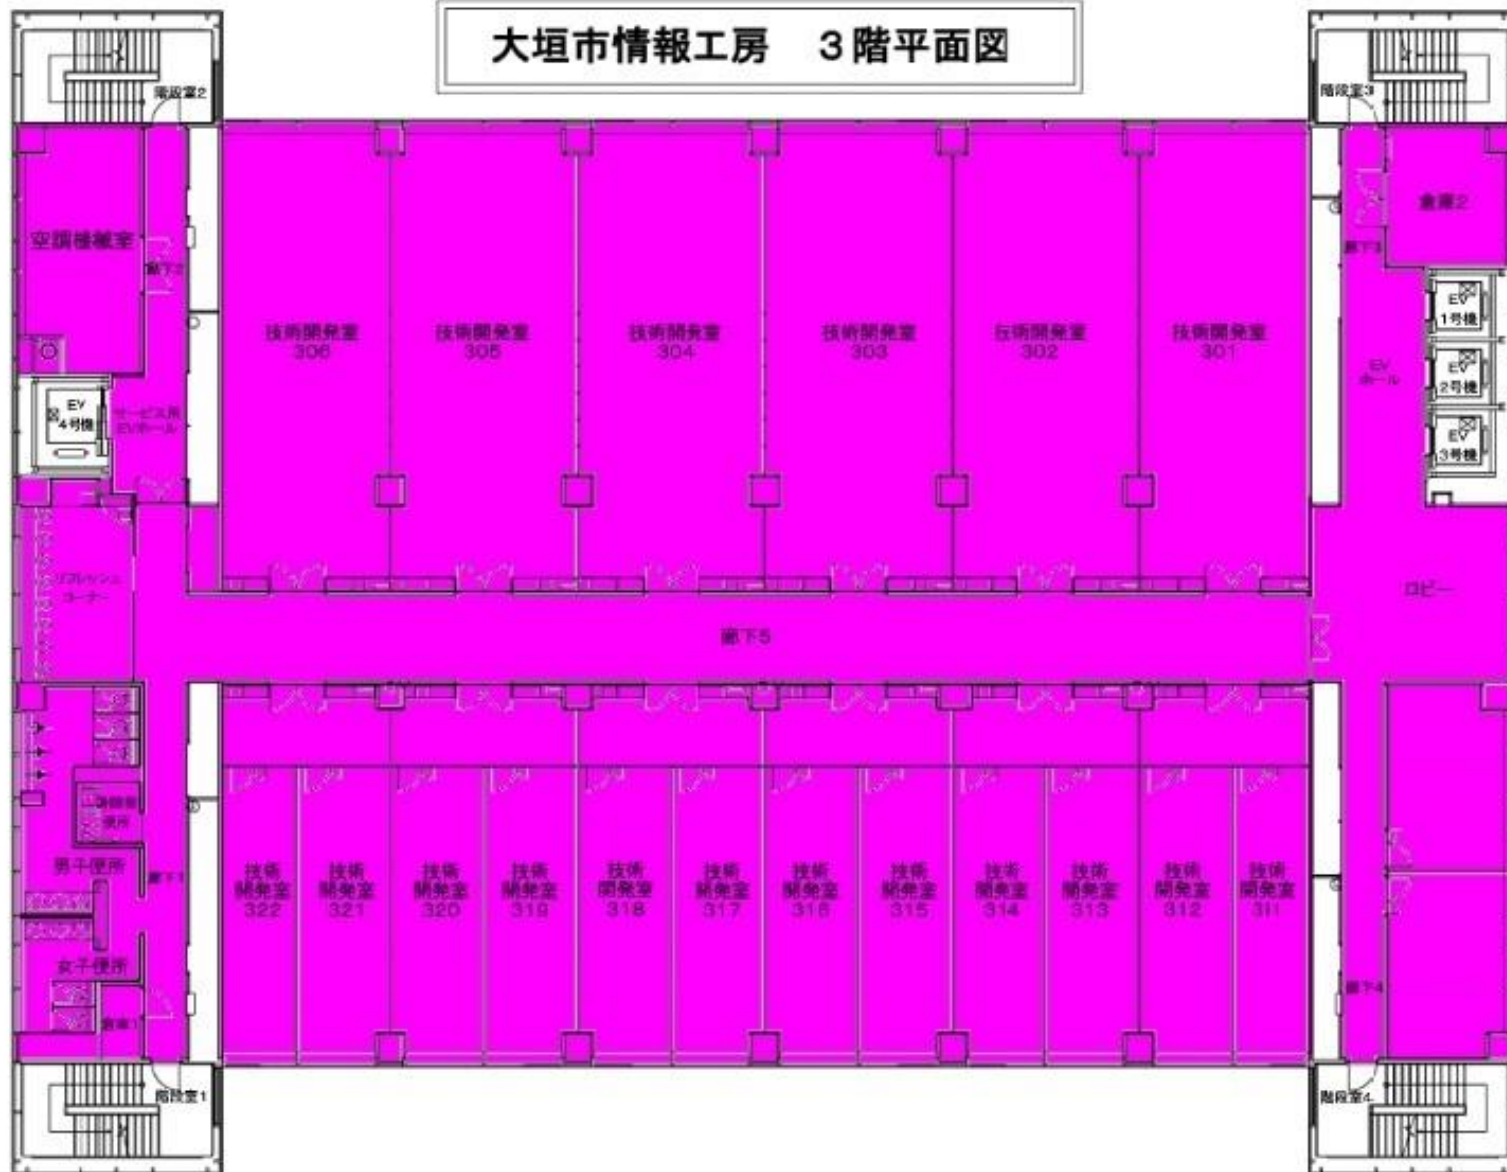 大垣市情報工房　３階平面図
階段室2
階段室3
空調機械室
廊下2
倉庫2
廊下3
技術開発室
306
技術開発室
305
技術開発室
304
技術開発室
303
技術開発室
302
技術開発室
301
EV
1号機
EV
2号機
EV
3号機
EV
ホール
EV
4号機
サービス用
EVホール
リフレッシュ
コーナー
ロビー
廊下5
便所
男子便所
廊下1
女子便所
倉庫1
技術
開発室
322
技術
開発室
321
技術
開発室
320
技術
開発室
319
技術
開発室
318
技術
開発室
317
技術
開発室
316
技術
開発室
315
技術
開発室
314
技術
開発室
313
技術
開発室
312
技術
開発室
311
廊下4
階段室1
階段室4